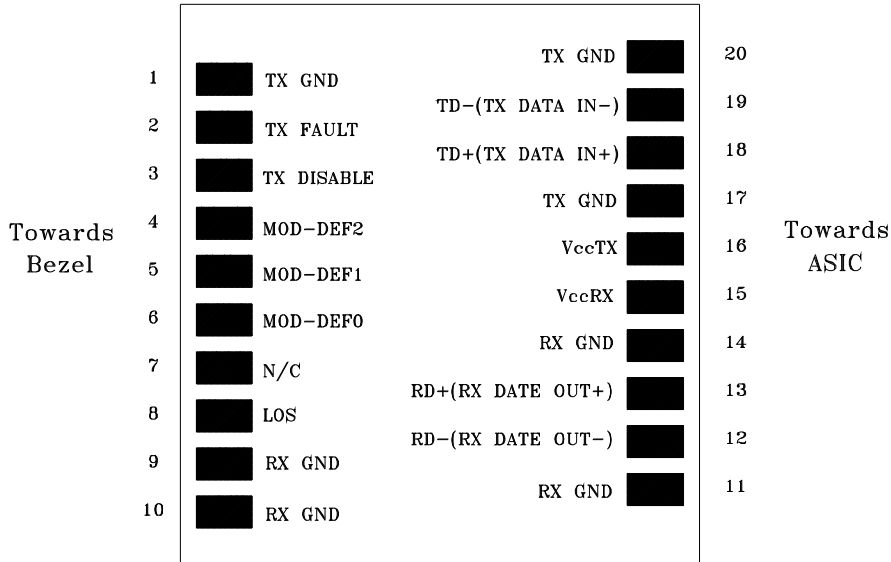 TX GND 20
1 TX GND
TD-(TX DATA IN-) 19
2 TX FAULT
TD+(TX DATA IN+) 18
3 TX DISABLE
TX GND 17
4 MOD-DEF2
Towards
Bezel
VccTX 16
Towards
ASIC
5 MOD-DEF1
VccRX 15
6 MOD-DEF0
RX GND 14
7 N/C
RD+(RX DATE OUT+) 13
8 LOS
RD-(RX DATE OUT-) 12
9 RX GND
RX GND 11
10 RX GND